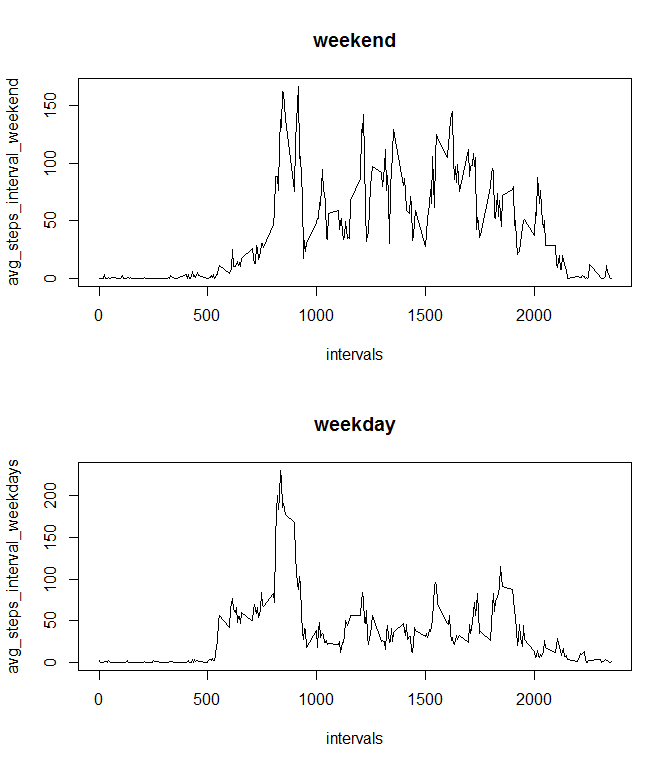 weekend
avg_steps_interval_weekend
150
100
50
0
0 500 1000 1500 2000
intervals
weekday
avg_steps_interval_weekdays
200
150
100
50
0
0 500 1000 1500 2000
intervals